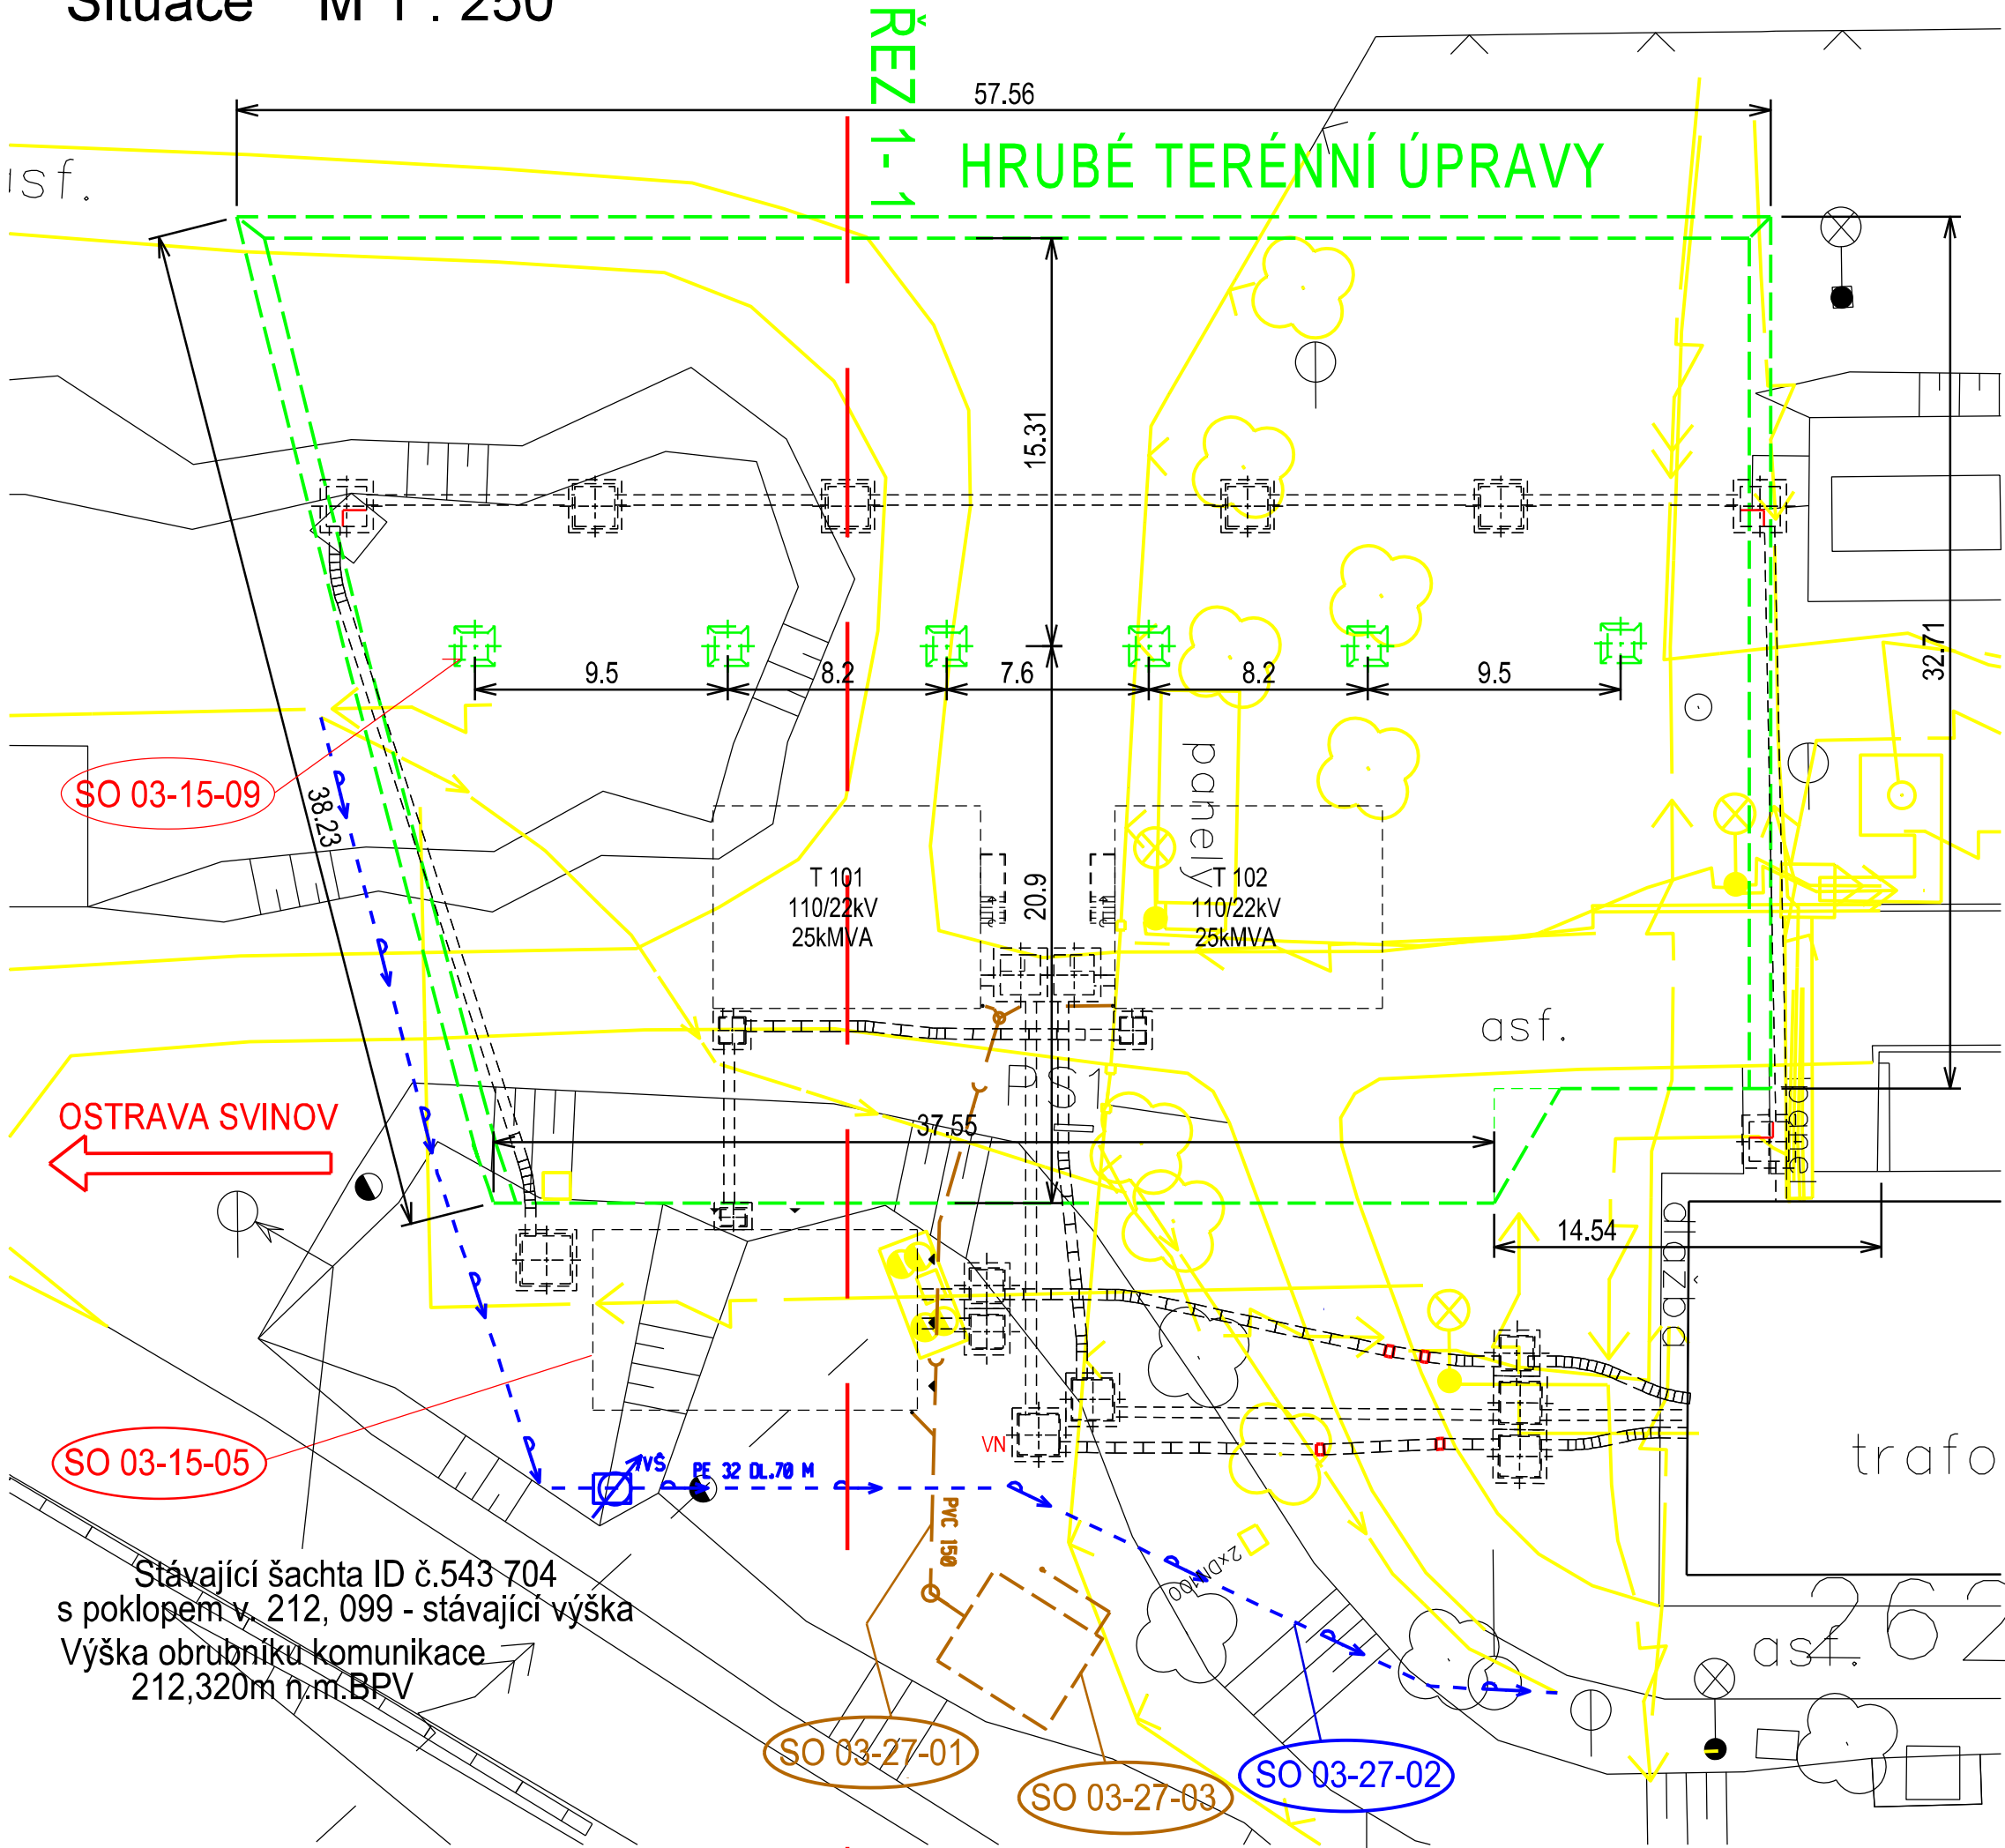 Situace M 1 : 250
ŘEZ 1-1
57.56
HRUBÉ TERÉNNÍ ÚPRAVY
asf.
15.31
32.71
9.5
8.2
7.6
8.2
9.5
SO 03-15-09
38.23
panely
T 101
110/22kV
25kMVA
20.9
T 102
110/22kV
25kMVA
asf.
PS1
OSTRAVA SVINOV
37.55
panel
14.54
dlažba
SO 03-15-05
VŠ
PE 32 DL.70 M
VN
PVC 150
trafo
2xDN100
Stávající šachta ID č.543 704
s poklopem v. 212, 099 - stávající výška
Výška obrubníku komunikace
212,320m n.m.BPV
asf.
262
SO 03-27-01
SO 03-27-03
SO 03-27-02